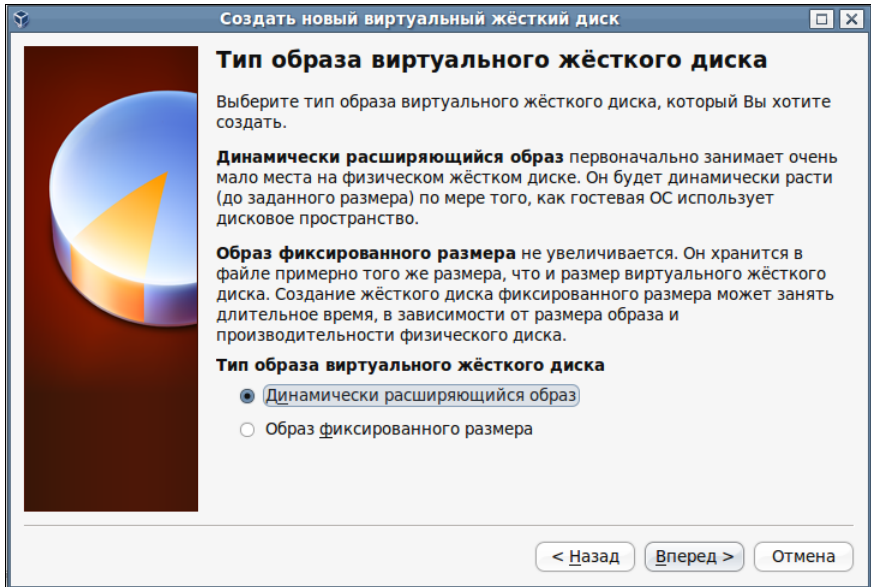 Создать новый виртуальный жёсткий диск
Тип образа виртуального жёсткого диска
Выберите тип образа виртуального жёсткого диска, который Вы хотите
создать.
Динамически расширяющийся образ первоначально занимает очень
мало места на физическом жёстком диске. Он будет динамически расти
(до заданного размера) по мере того, как гостевая ОС использует
дисковое пространство.
Образ фиксированного размера не увеличивается. Он хранится в
файле примерно того же размера, что и размер виртуального жёсткого
диска. Создание жёсткого диска фиксированного размера может занять
длительное время, в зависимости от размера образа и
производительности физического диска.
Тип образа виртуального жёсткого диска
Динамически расширяющийся образ
Образ фиксированного размера
< Назад Вперед > Отмена